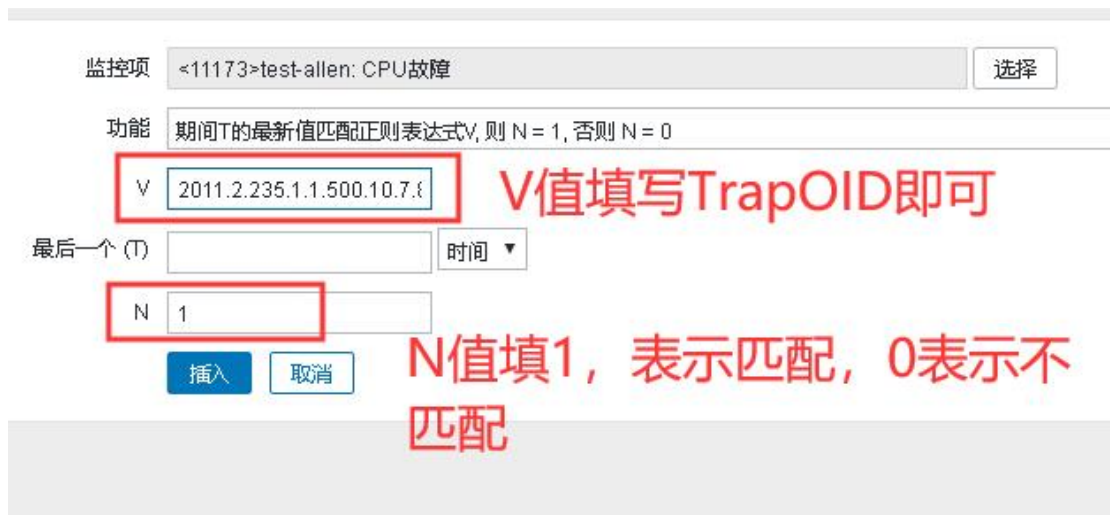 监控项 <11173>test-allen: CPU故障 选择
功能 期间T的最新值匹配正则表达式V, 则 N = 1, 否则 N = 0
V 2011.2.235.1.1.500.10.7. V值填写TrapOID即可
最后一个 (T) 时间 ▼
N 1
N值填1，表示匹配，0表示不
插入 取消
匹配